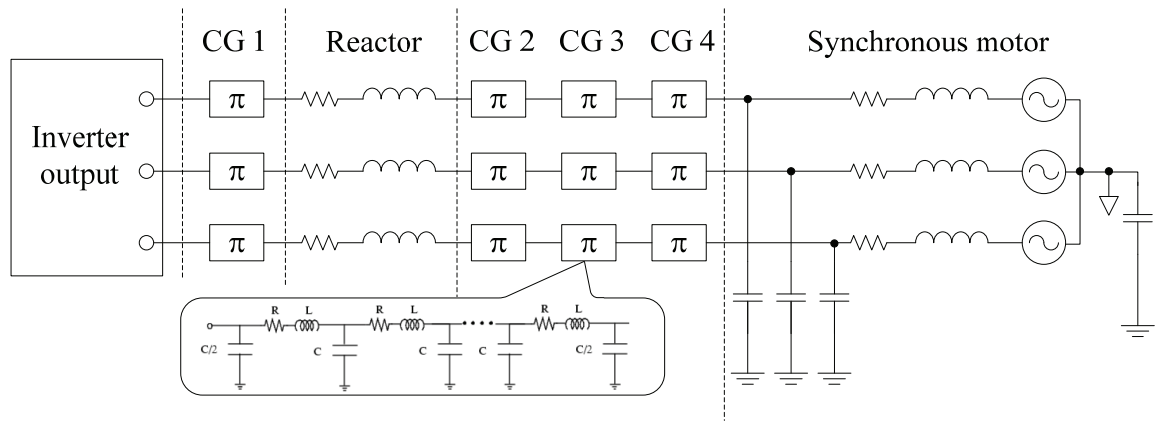 CG 1
Reactor
CG 2
CG 3
CG 4
Synchronous motor
Inverter
output
π
π
π
π
π
π
π
π
π
π
π
π
R
L
R
L
R
L
C/2
C
C
C
C/2